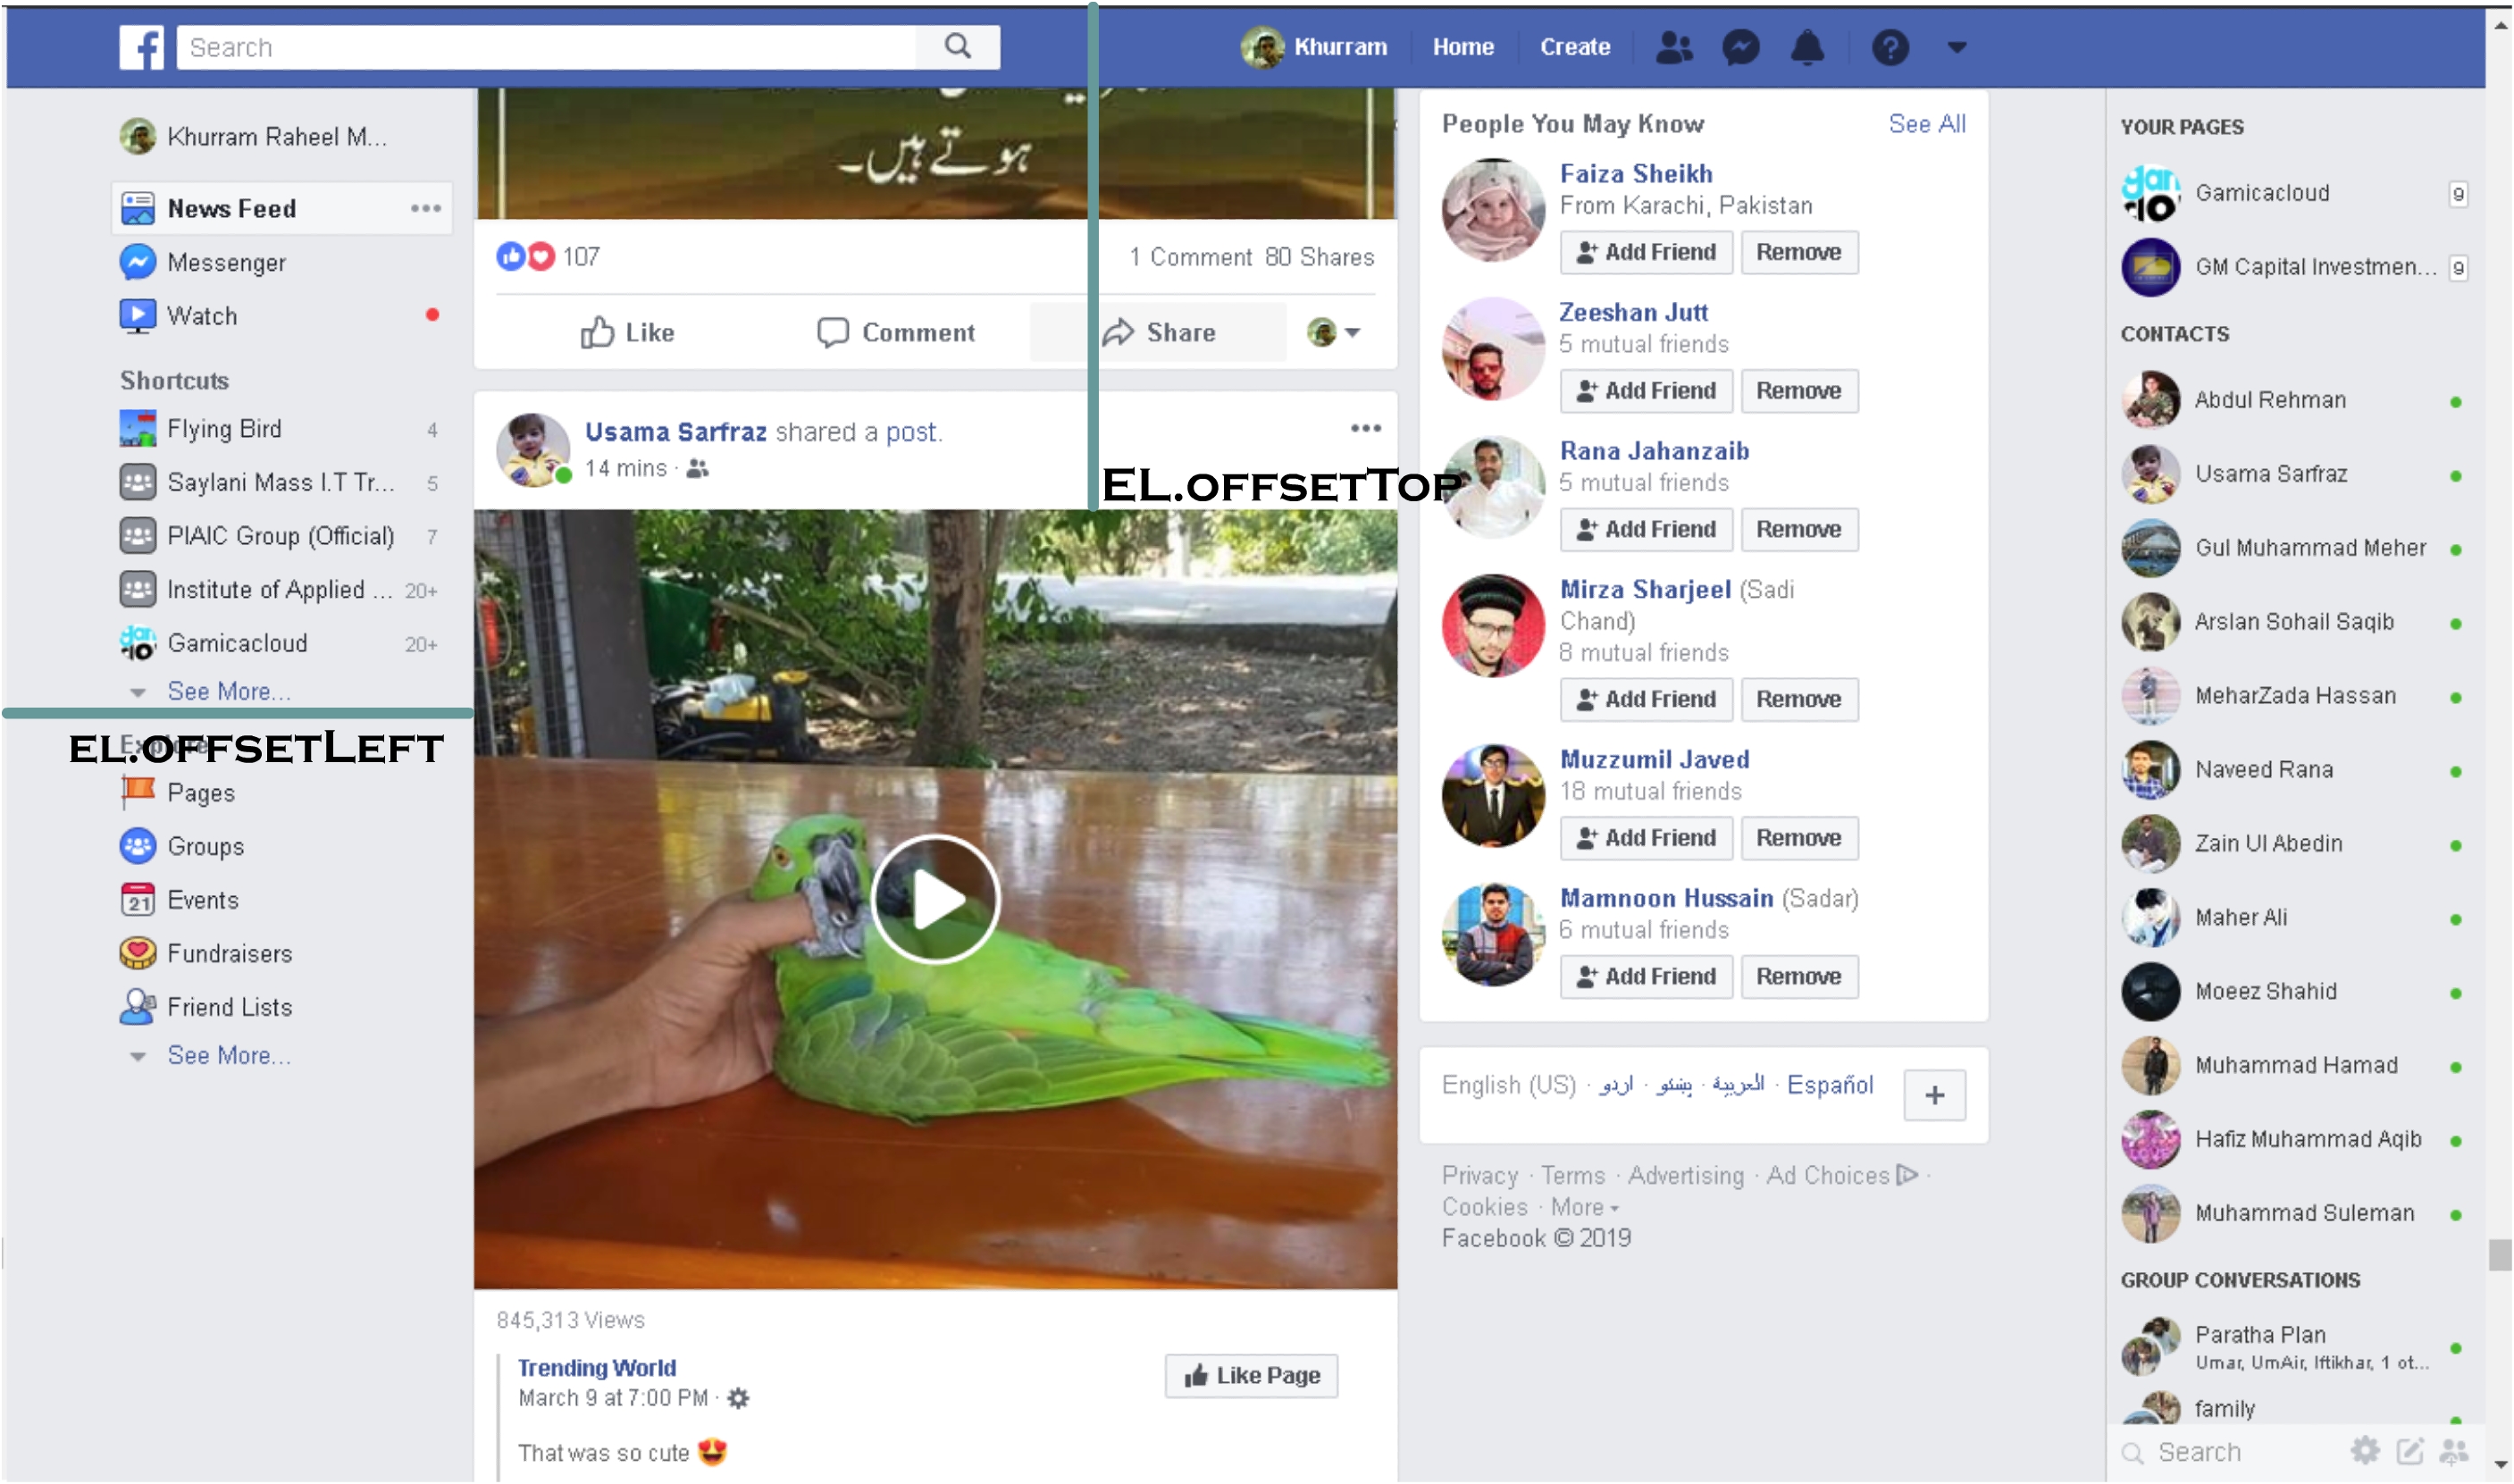 Search
Khurram
Home
Create
Khurram Raheel M...
News Feed
Messenger
Watch
Shortcuts
Flying Bird 4
Saylani Mass I.T Tr... 5
PIAIC Group (Official) 7
Institute of Applied ... 20+
Gamicacloud 20+
See More...
EL.OFFSETLEFT
Explore
Pages
Groups
Events
21
Fundraisers
Friend Lists
See More...
ہوتے ہیں۔
107
1 Comment 80 Shares
Like
Comment
Share
Usama Sarfraz shared a post.
14 mins ·
EL.OFFSETTOP
845,313 Views
Trending World
March 9 at 7:00 PM ·
Like Page
That was so cute 😍
People You May Know
See All
Faiza Sheikh
From Karachi, Pakistan
Add Friend Remove
Zeeshan Jutt
5 mutual friends
Add Friend Remove
Rana Jahanzaib
5 mutual friends
Add Friend Remove
Mirza Sharjeel (Sadi
Chand)
8 mutual friends
Add Friend Remove
Muzzumil Javed
18 mutual friends
Add Friend Remove
Mamnoon Hussain (Sadar)
6 mutual friends
Add Friend Remove
English (US) · اردو · پښتو · العربية · Español
+
Privacy · Terms · Advertising · Ad Choices ·
Cookies · More
Facebook © 2019
YOUR PAGES
Gamicacloud 9
GM Capital Investmen... 9
CONTACTS
Abdul Rehman
Usama Sarfraz
Gul Muhammad Meher
Arslan Sohail Saqib
MeharZada Hassan
Naveed Rana
Zain Ul Abedin
Maher Ali
Moeez Shahid
Muhammad Hamad
Hafiz Muhammad Aqib
Muhammad Suleman
GROUP CONVERSATIONS
Paratha Plan
Umar, UmAir, Iftikhar, 1 ot...
family
Search